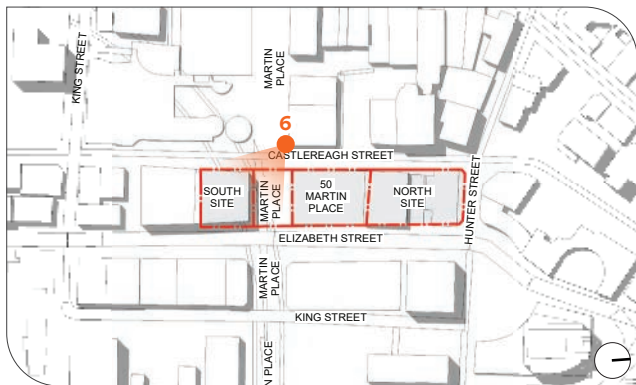 KING STREET
MARTIN
PLACE
6
CASTLEREAGH STREET
SOUTH
SITE
MARTIN
PLACE
50
MARTIN
PLACE
NORTH
SITE
HUNTER STREET
ELIZABETH STREET
MARTIN
PLACE
KING STREET
N PLACE